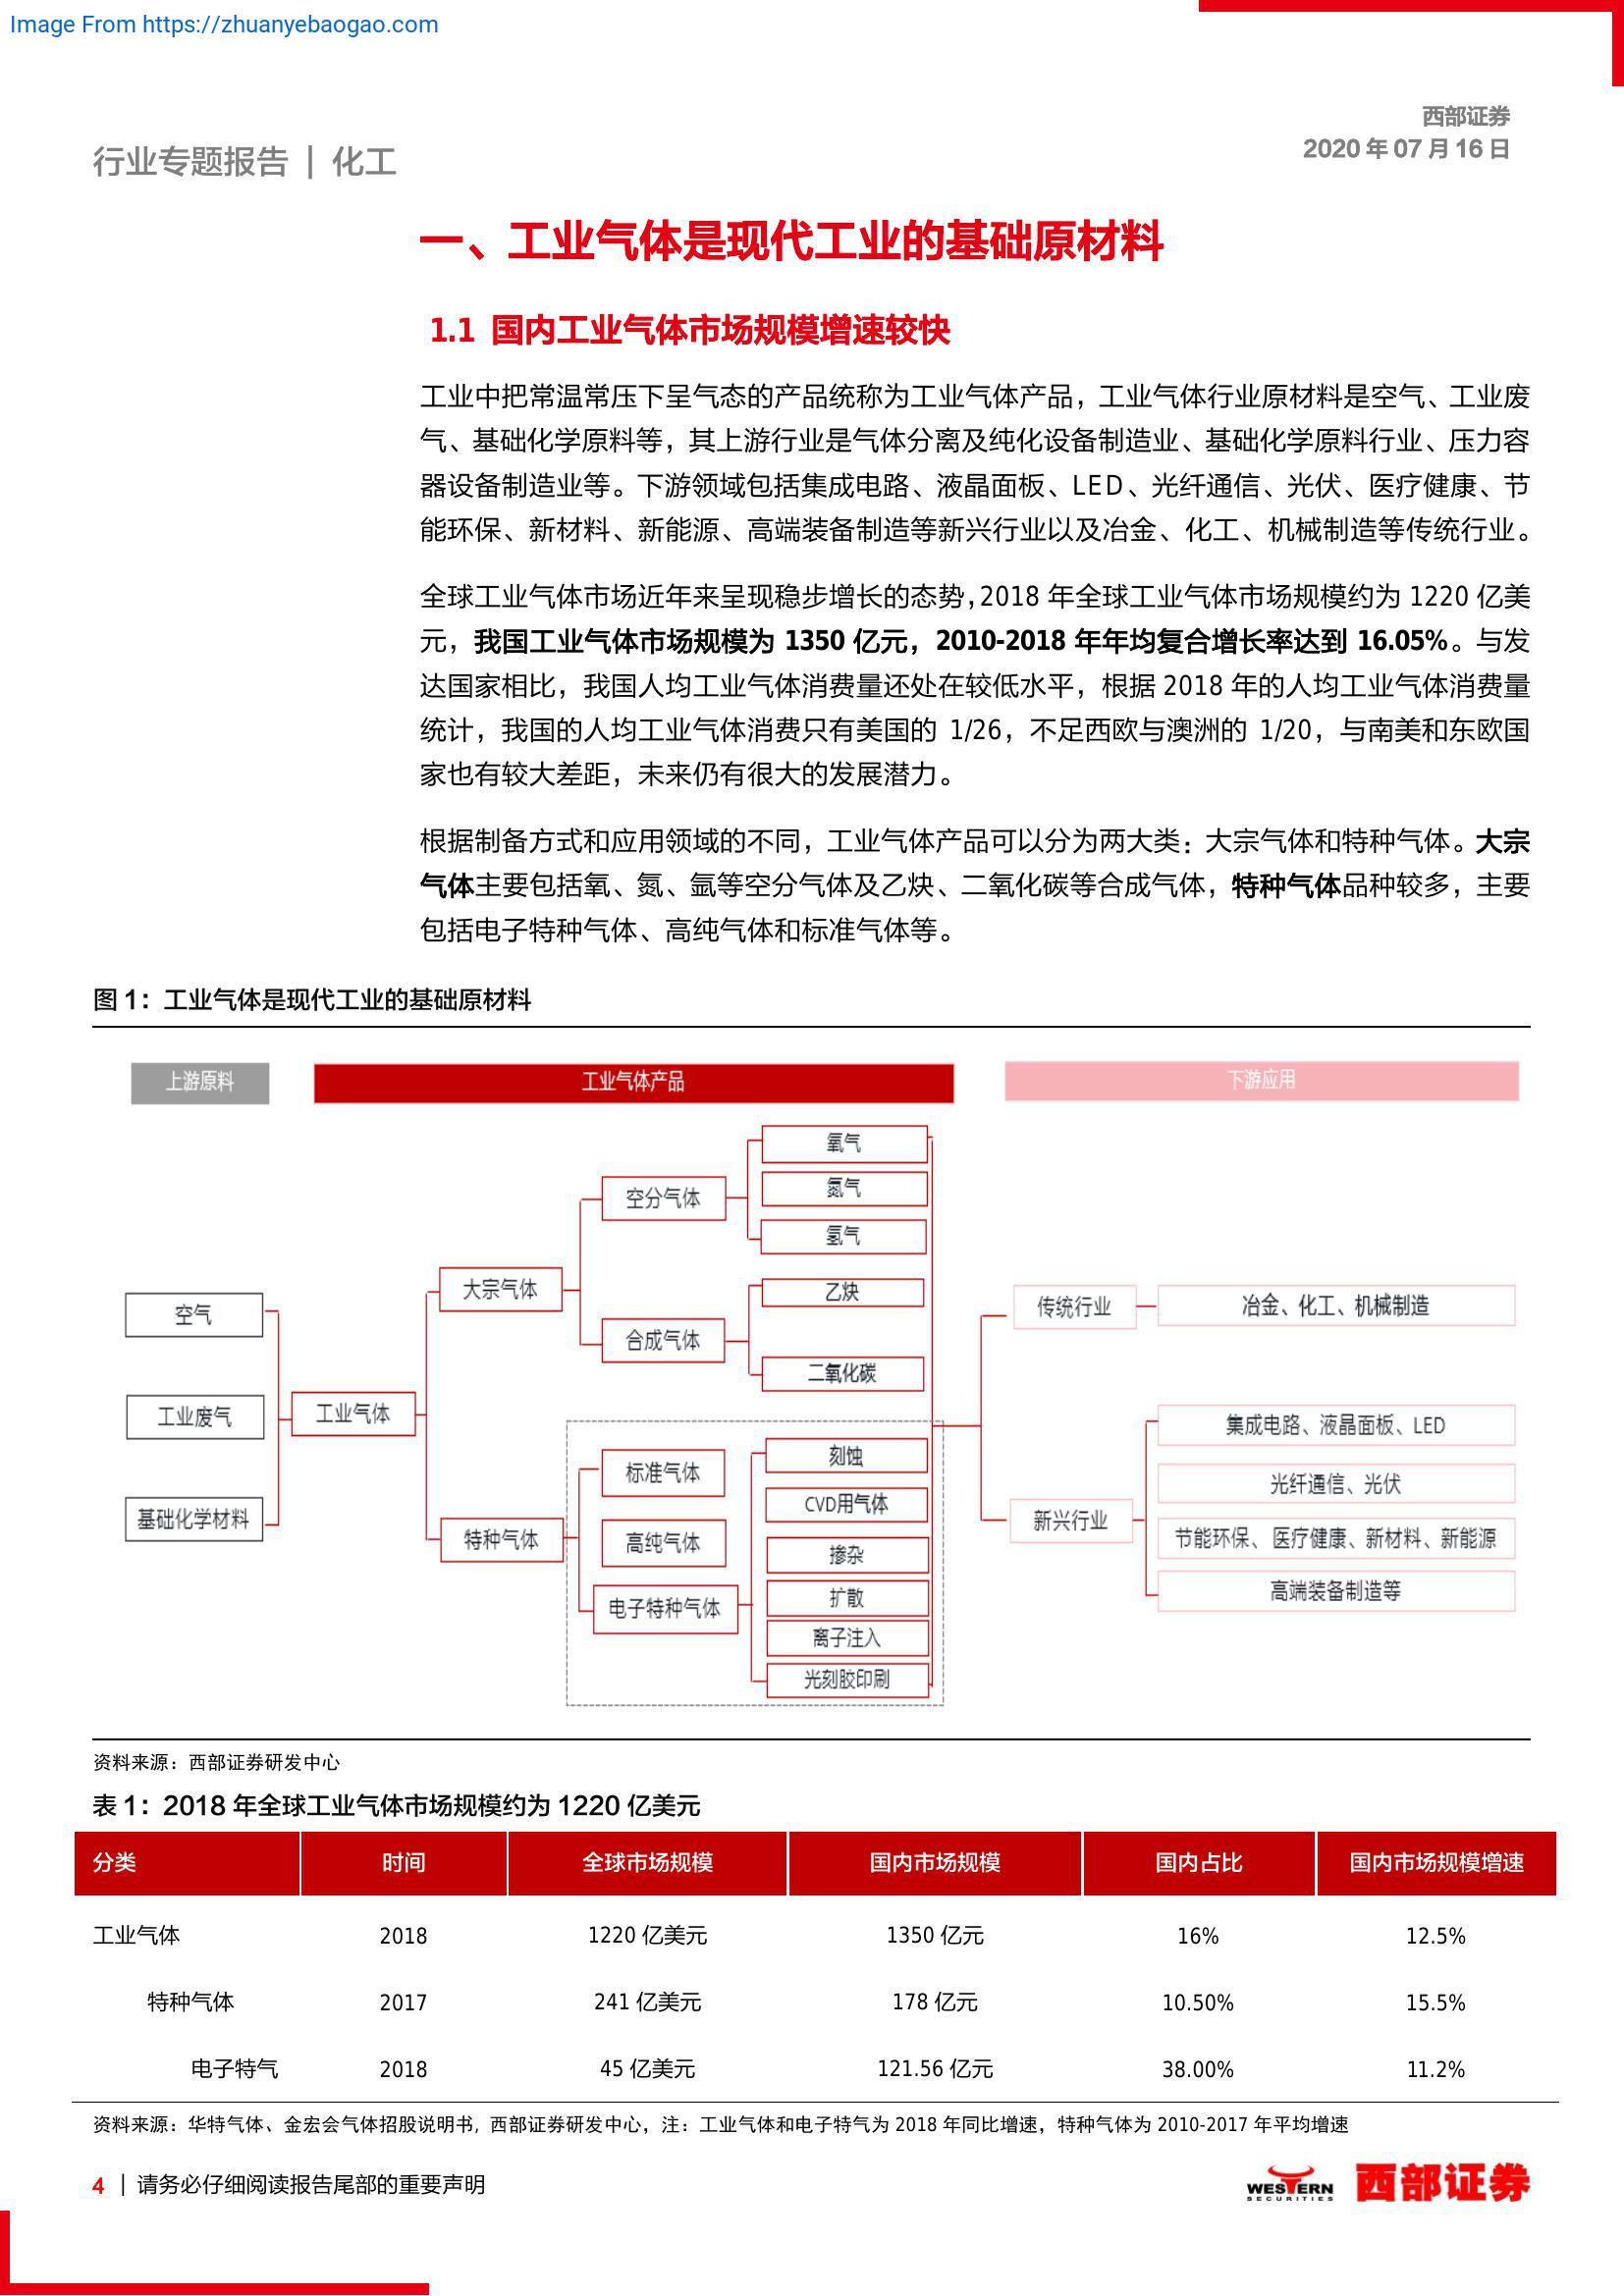 Image From https://zhuanyebaogao.com
西部证券
2020 年 07 月 16 日
行业专题报告 | 化工
一、工业气体是现代工业的基础原材料
1.1 国内工业气体市场规模增速较快
工业中把常温常压下呈气态的产品统称为工业气体产品，工业气体行业原材料是空气、工业废
气、基础化学原料等，其上游行业是气体分离及纯化设备制造业、基础化学原料行业、压力容
器设备制造业等。下游领域包括集成电路、液晶面板、LED、光纤通信、光伏、医疗健康、节
能环保、新材料、新能源、高端装备制造等新兴行业以及冶金、化工、机械制造等传统行业。
全球工业气体市场近年来呈现稳步增长的态势，2018 年全球工业气体市场规模约为 1220 亿美
元，我国工业气体市场规模为 1350 亿元，2010-2018 年年均复合增长率达到 16.05%。与发
达国家相比，我国人均工业气体消费量还处在较低水平，根据 2018 年的人均工业气体消费量
统计，我国的人均工业气体消费只有美国的 1/26，不足西欧与澳洲的 1/20，与南美和东欧国
家也有较大差距，未来仍有很大的发展潜力。
根据制备方式和应用领域的不同，工业气体产品可以分为两大类：大宗气体和特种气体。大宗
气体主要包括氧、氮、氩等空分气体及乙炔、二氧化碳等合成气体，特种气体品种较多，主要
包括电子特种气体、高纯气体和标准气体等。
图 1：工业气体是现代工业的基础原材料
上游原料
工业气体产品
下游应用
空气
工业废气
基础化学材料
工业气体
大宗气体
特种气体
空分气体
合成气体
标准气体
高纯气体
电子特种气体
氧气
氮气
氢气
乙炔
二氧化碳
刻蚀
CVD用气体
掺杂
扩散
离子注入
光刻胶印刷
传统行业
冶金、化工、机械制造
新兴行业
集成电路、液晶面板、LED
光纤通信、光伏
节能环保、医疗健康、新材料、新能源
高端装备制造等
资料来源：西部证券研发中心
表 1：2018 年全球工业气体市场规模约为 1220 亿美元
分类 时间 全球市场规模 国内市场规模 国内占比 国内市场规模增速
工业气体 2018 1220 亿美元 1350 亿元 16% 12.5%
特种气体 2017 241 亿美元 178 亿元 10.50% 15.5%
电子特气 2018 45 亿美元 121.56 亿元 38.00% 11.2%
资料来源：华特气体、金宏会气体招股说明书，西部证券研发中心，注：工业气体和电子特气为 2018 年同比增速，特种气体为 2010-2017 年平均增速
4 | 请务必仔细阅读报告尾部的重要声明
WESTERN
SECURITIES
西部证券